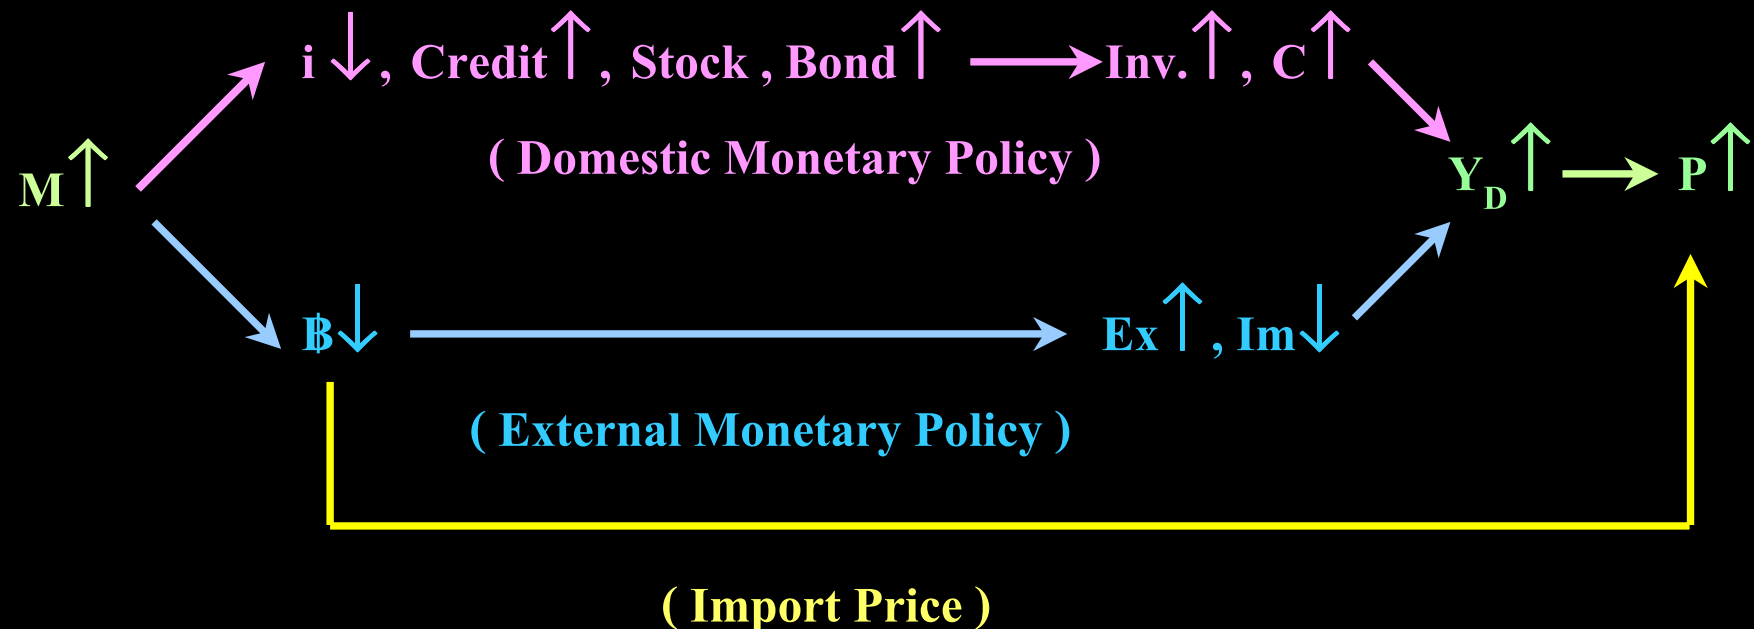 i ↓ , Credit ↑ , Stock , Bond ↑ → Inv. ↑ , C ↑
( Domestic Monetary Policy )
M ↑
Y_D ↑ → P ↑
฿ ↓ → Ex ↑ , Im ↓
( External Monetary Policy )
( Import Price )